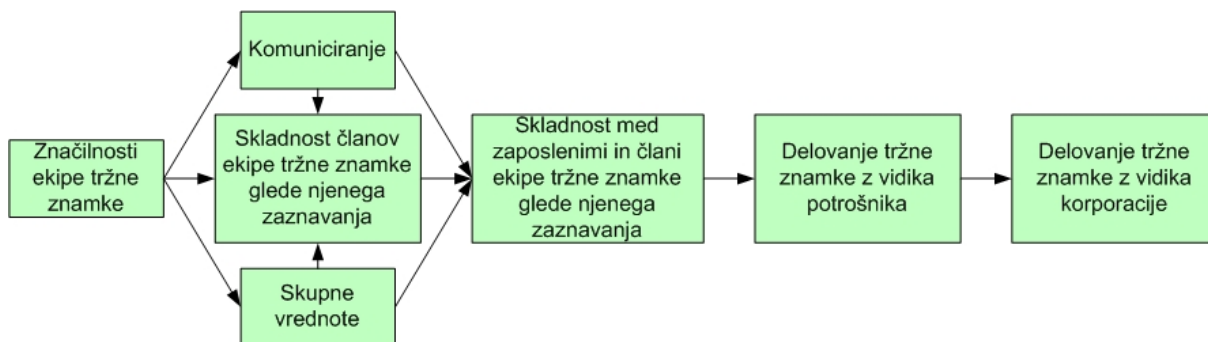 Značilnosti
ekipe tržne
znamke
Komuniciranje
Skladnost članov
ekipe tržne znamke
glede njenega
zaznavanja
Skupne
vrednote
Skladnost med
zaposlenimi in člani
ekipe tržne znamke
glede njenega
zaznavanja
Delovanje tržne
znamke z vidika
potrošnika
Delovanje tržne
znamke z vidika
korporacije